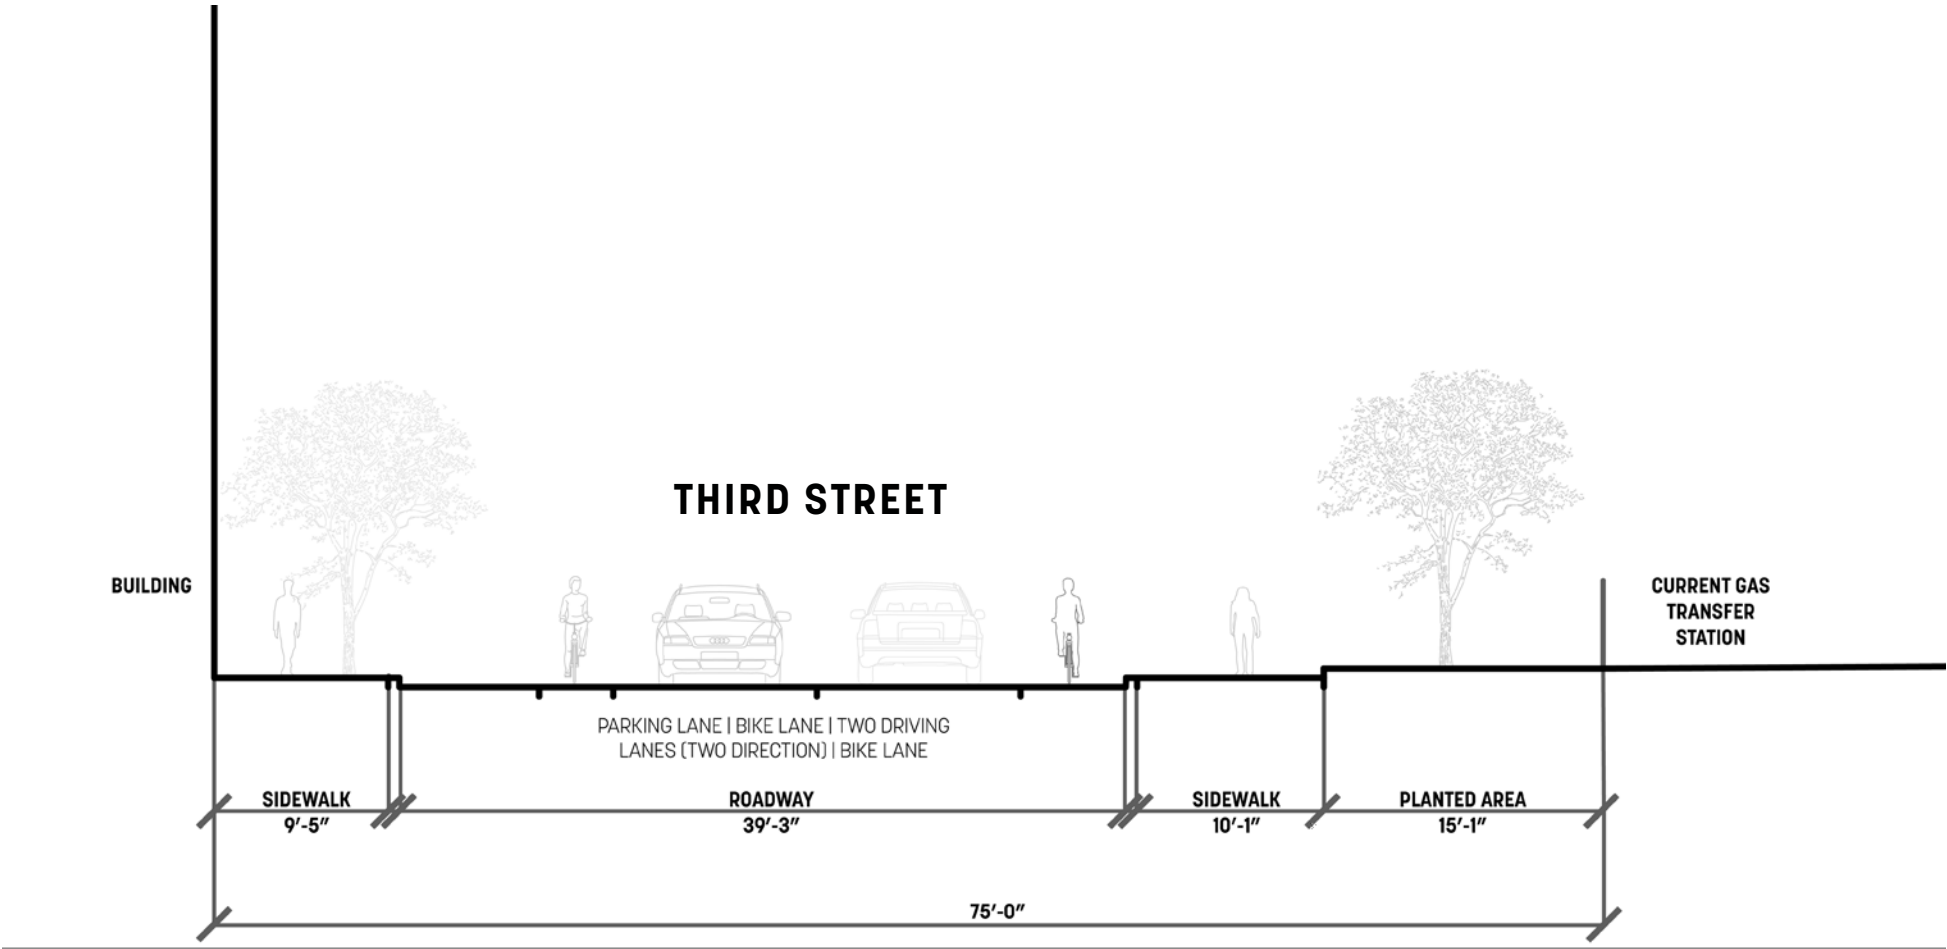 THIRD STREET
BUILDING
CURRENT GAS
TRANSFER
STATION
PARKING LANE | BIKE LANE | TWO DRIVING
LANES (TWO DIRECTION) | BIKE LANE
SIDEWALK
9′-5″
ROADWAY
39′-3″
SIDEWALK
10′-1″
PLANTED AREA
15′-1″
75′-0″